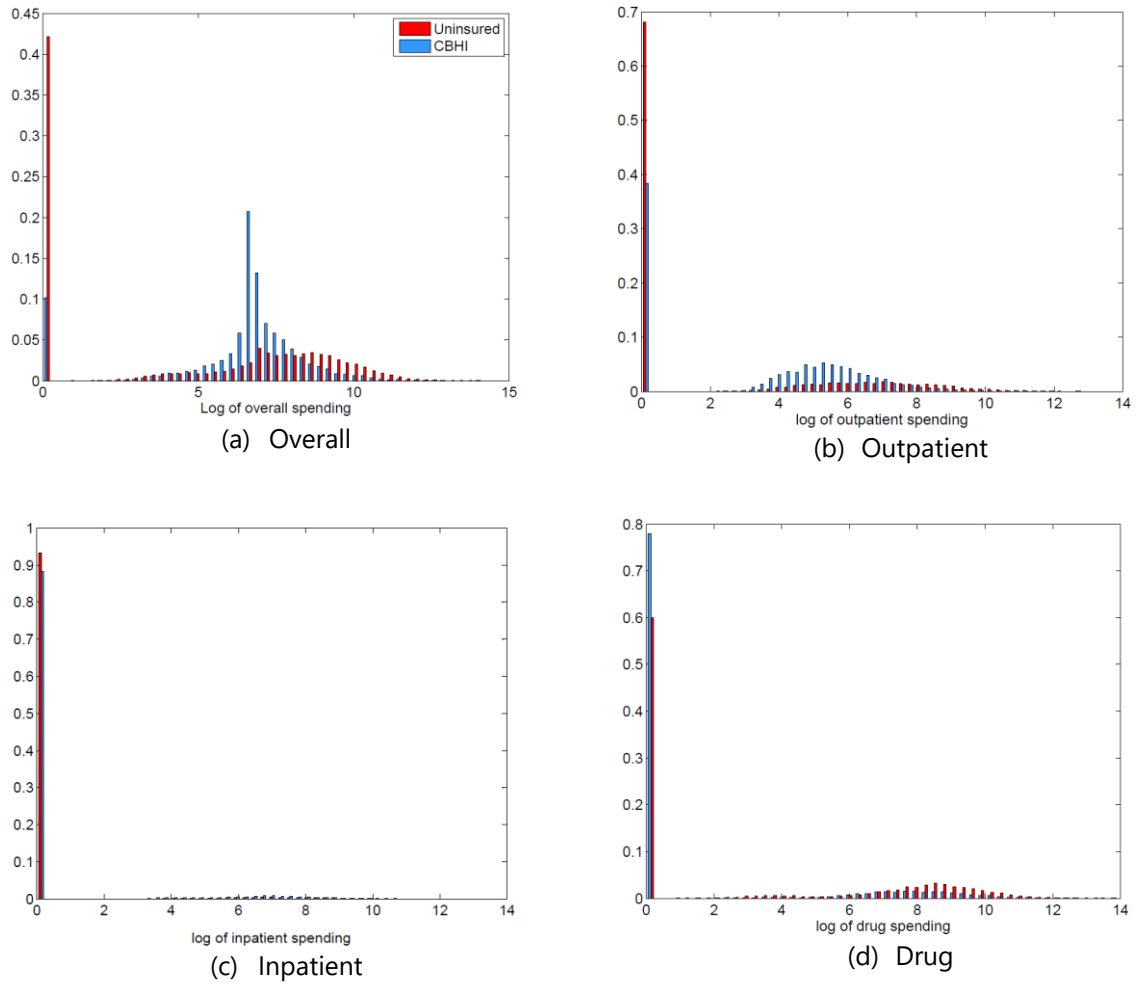 0.45
0.4
0.35
0.3
0.25
0.2
0.15
0.1
0.05
0
0 5 10 15
Uninsured
CBHI
Log of overall spending
(a) Overall
0.7
0.6
0.5
0.4
0.3
0.2
0.1
0
0 2 4 6 8 10 12 14
log of outpatient spending
(b) Outpatient
1
0.9
0.8
0.7
0.6
0.5
0.4
0.3
0.2
0.1
0
0 2 4 6 8 10 12 14
log of inpatient spending
(c) Inpatient
0.8
0.7
0.6
0.5
0.4
0.3
0.2
0.1
0
0 2 4 6 8 10 12 14
log of drug spending
(d) Drug